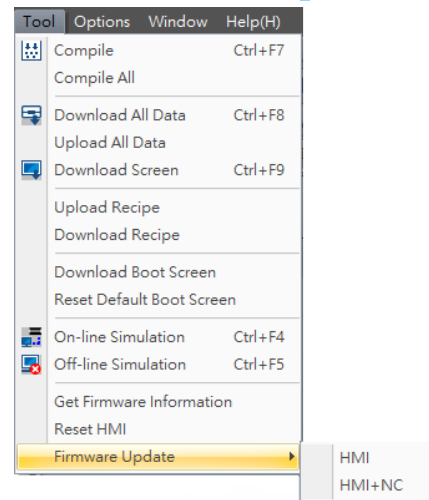 Tool Options Window Help(H)
Compile Ctrl+F7
Compile All
Download All Data Ctrl+F8
Upload All Data
Download Screen Ctrl+F9
Upload Recipe
Download Recipe
Download Boot Screen
Reset Default Boot Screen
On-line Simulation Ctrl+F4
Off-line Simulation Ctrl+F5
Get Firmware Information
Reset HMI
Firmware Update HMI
HMI+NC